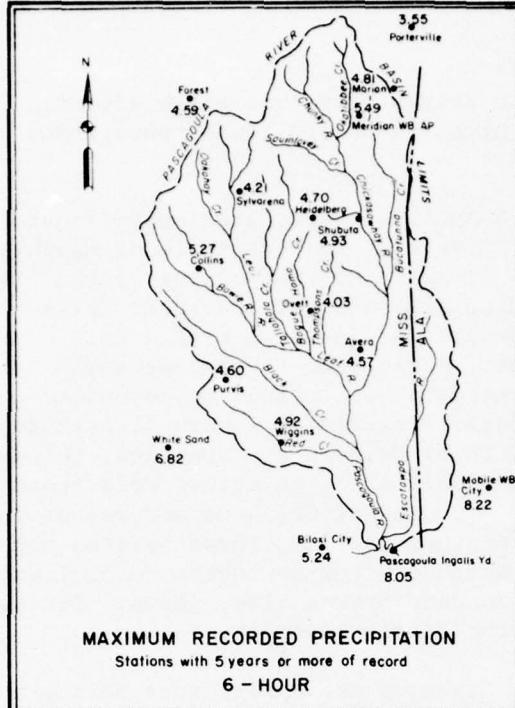 3.55
Porterville
N
RIVER
BASIN
LIMITS
PASCAGOULA
Forest
4.59
4.81
Marion
5.49
Meridian WB AP
Chunky R.
Okatibbee Cr.
Souinlovey
Oakohay
Cr.
4.21
Sylvarena
4.70
Heidelberg
Shubuta
4.93
Chickasawhay R.
Bucatunna Cr.
5.27
Collins
Bowie R.
Leaf
Tallahala Cr.
Bogue Homo
Cr.
Thompsons Cr.
Ovett
4.03
Avera
4.57
Leaf R.
MISS
ALA
4.60
Purvis
Black
Cr.
4.92
Wiggins
Red
Cr.
White Sand
6.82
Pascagoula R.
Escatawpa
R.
Mobile WB
City
8.22
Biloxi City
5.24
Pascagoula Ingalls Yd.
8.05
MAXIMUM RECORDED PRECIPITATION
Stations with 5 years or more of record
6 - HOUR